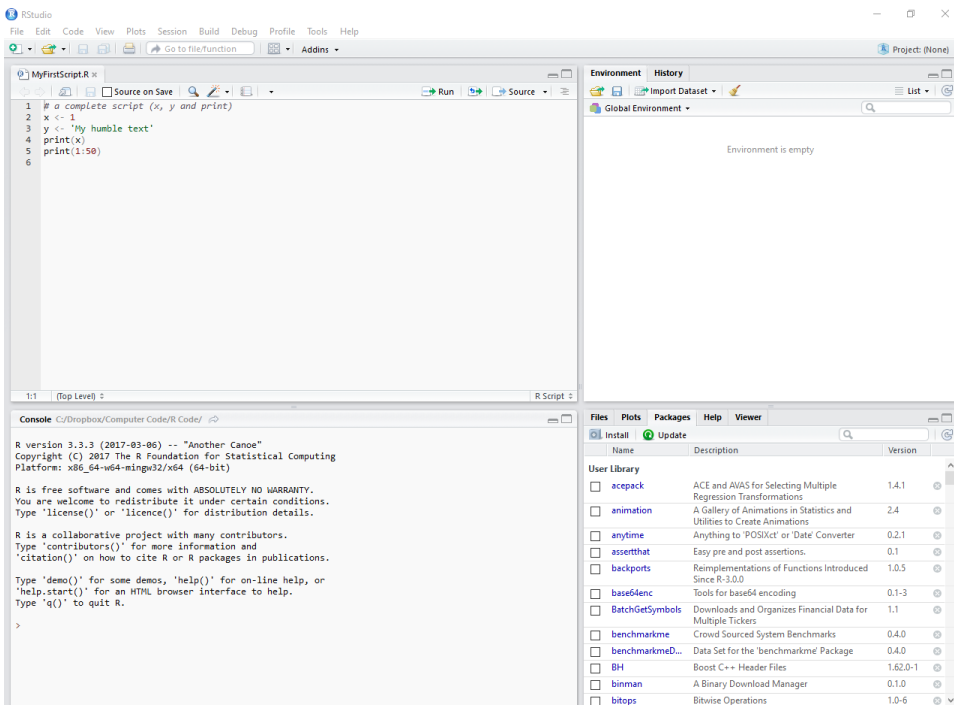 RStudio
File Edit Code View Plots Session Build Debug Profile Tools Help
Go to file/function Addins Project: (None)
MyFirstScript.R
Source on Save Run Source
1 # a complete script (x, y and print)
2 x <- 1
3 y <- 'My humble text'
4 print(x)
5 print(1:50)
6
1:1 (Top Level) R Script
Console C:/Dropbox/Computer Code/R Code/
R version 3.3.3 (2017-03-06) -- "Another Canoe"
Copyright (C) 2017 The R Foundation for Statistical Computing
Platform: x86_64-w64-mingw32/x64 (64-bit)
R is free software and comes with ABSOLUTELY NO WARRANTY.
You are welcome to redistribute it under certain conditions.
Type 'license()' or 'licence()' for distribution details.
R is a collaborative project with many contributors.
Type 'contributors()' for more information and
'citation()' on how to cite R or R packages in publications.
Type 'demo()' for some demos, 'help()' for on-line help, or
'help.start()' for an HTML browser interface to help.
Type 'q()' to quit R.
>
Environment History
Import Dataset List
Global Environment
Environment is empty
Files Plots Packages Help Viewer
Install Update
Name Description Version
User Library
acepack ACE and AVAS for Selecting Multiple 1.4.1
Regression Transformations
animation A Gallery of Animations in Statistics and 2.4
Utilities to Create Animations
anytime Anything to 'POSIXct' or 'Date' Converter 0.2.1
assertthat Easy pre and post assertions. 0.1
backports Reimplementations of Functions Introduced 1.0.5
Since R-3.0.0
base64enc Tools for base64 encoding 0.1-3
BatchGetSymbols Downloads and Organizes Financial Data for 1.1
Multiple Tickers
benchmarkme Crowd Sourced System Benchmarks 0.4.0
benchmarkmeD... Data Set for the 'benchmarkme' Package 0.4.0
BH Boost C++ Header Files 1.62.0-1
binman A Binary Download Manager 0.1.0
bitops Bitwise Operations 1.0-6